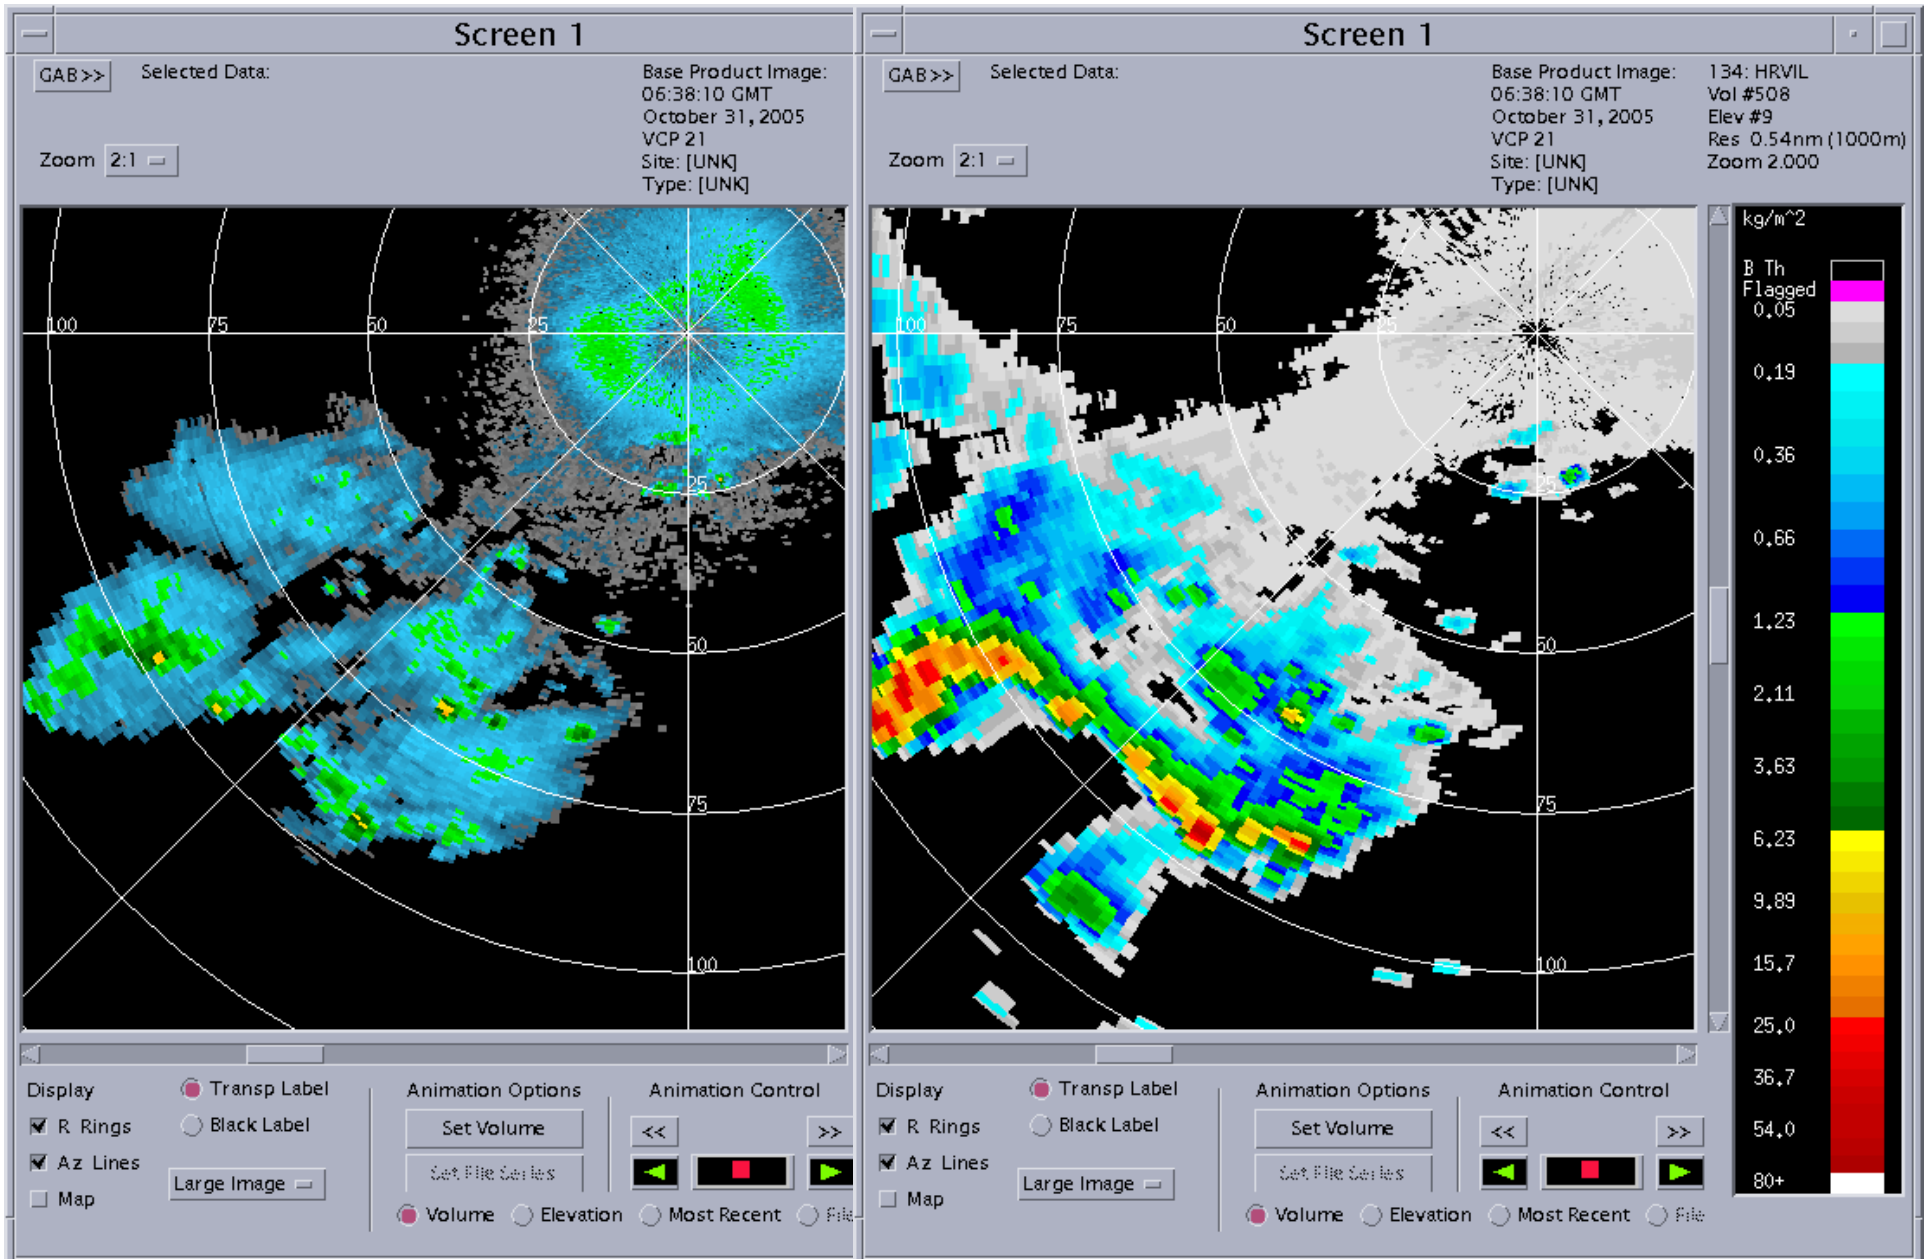 Screen 1
GAB>>
Selected Data:
Base Product Image:
06:38:10 GMT
October 31, 2005
VCP 21
Site: [UNK]
Type: [UNK]
Zoom 2:1
100 75 50 25
25
50
75
100
Display
Transp Label
R Rings
Black Label
Az Lines
Large Image
Map
Animation Options
Set Volume
Set File Series
Animation Control
<< >>
Volume Elevation Most Recent File
Screen 1
GAB>>
Selected Data:
Base Product Image:
06:38:10 GMT
October 31, 2005
VCP 21
Site: [UNK]
Type: [UNK]
134: HRVIL
Vol #508
Elev #9
Res 0.54nm (1000m)
Zoom 2.000
Zoom 2:1
100 75 50 25
25
50
75
100
kg/m^2
B Th
Flagged
0.05
0.19
0.36
0.66
1.23
2.11
3.63
6.23
9.89
15.7
25.0
36.7
54.0
80+
Display
Transp Label
R Rings
Black Label
Az Lines
Large Image
Map
Animation Options
Set Volume
Set File Series
Animation Control
<< >>
Volume Elevation Most Recent File